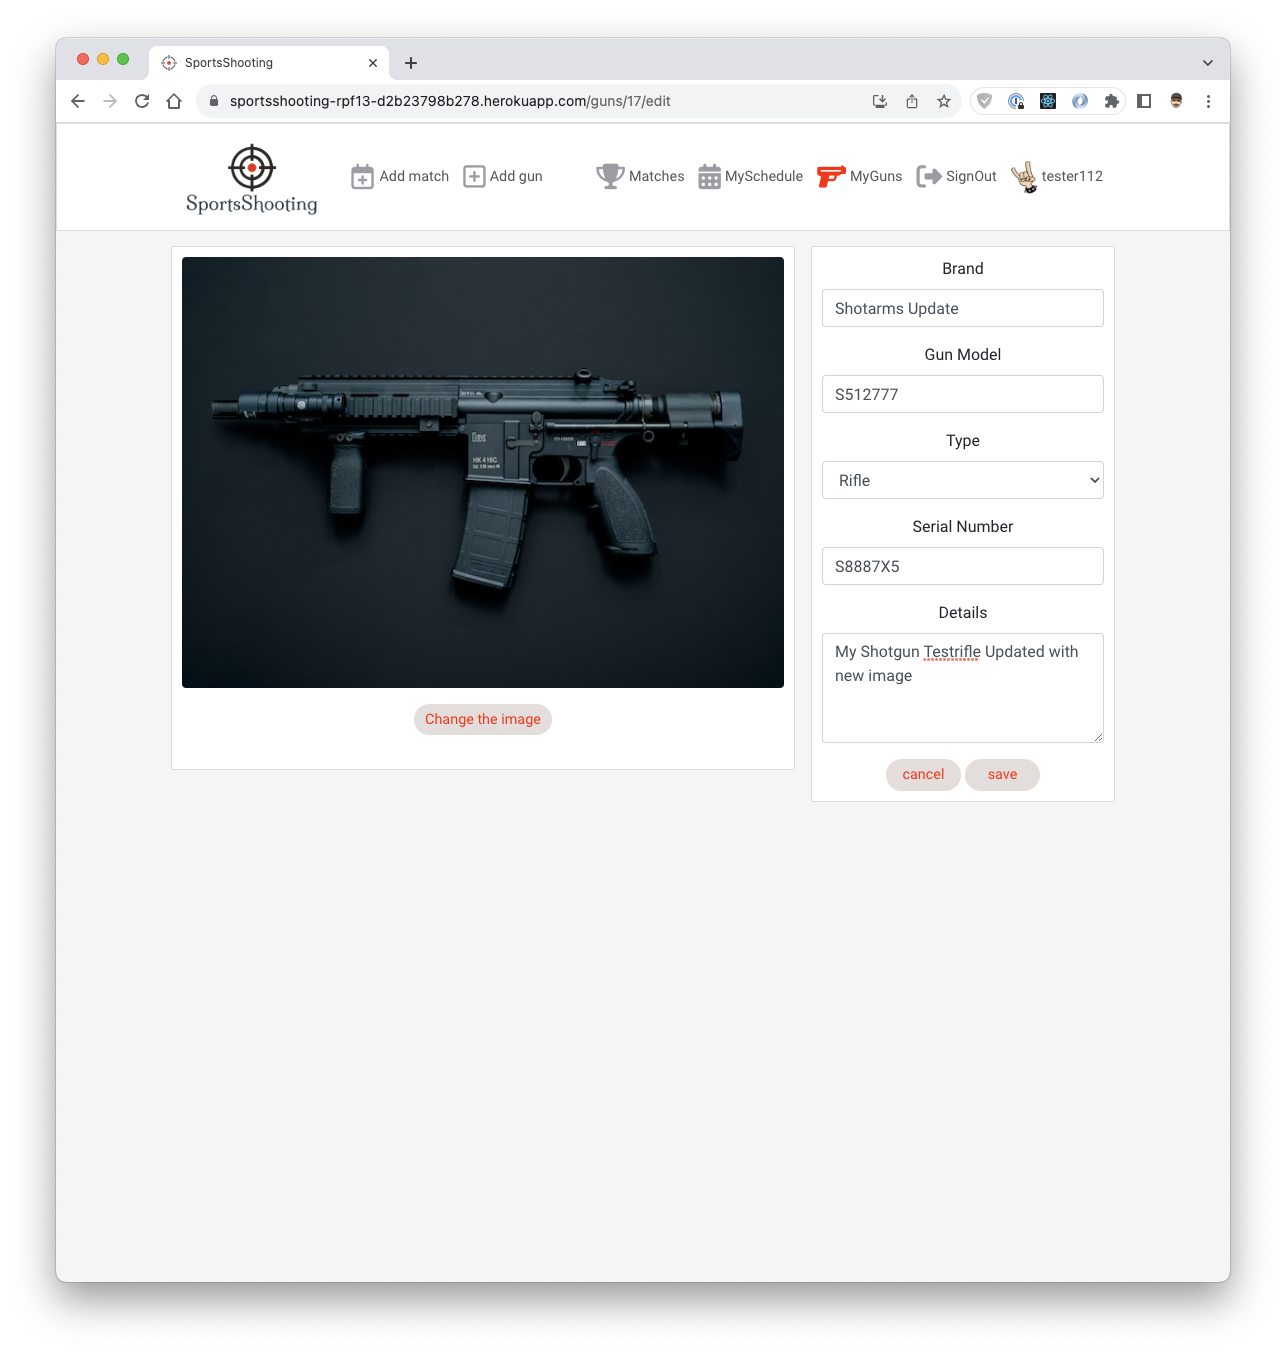 SportsShooting
sportsshooting-rpf13-d2b23798b278.herokuapp.com/guns/17/edit
SportsShooting
Add match
Add gun
Matches
MySchedule
MyGuns
SignOut
tester112
HK 416C
Change the image
Brand
Shotarms Update
Gun Model
S512777
Type
Rifle
Serial Number
S8887X5
Details
My Shotgun Testrifle Updated with
new image
cancel
save